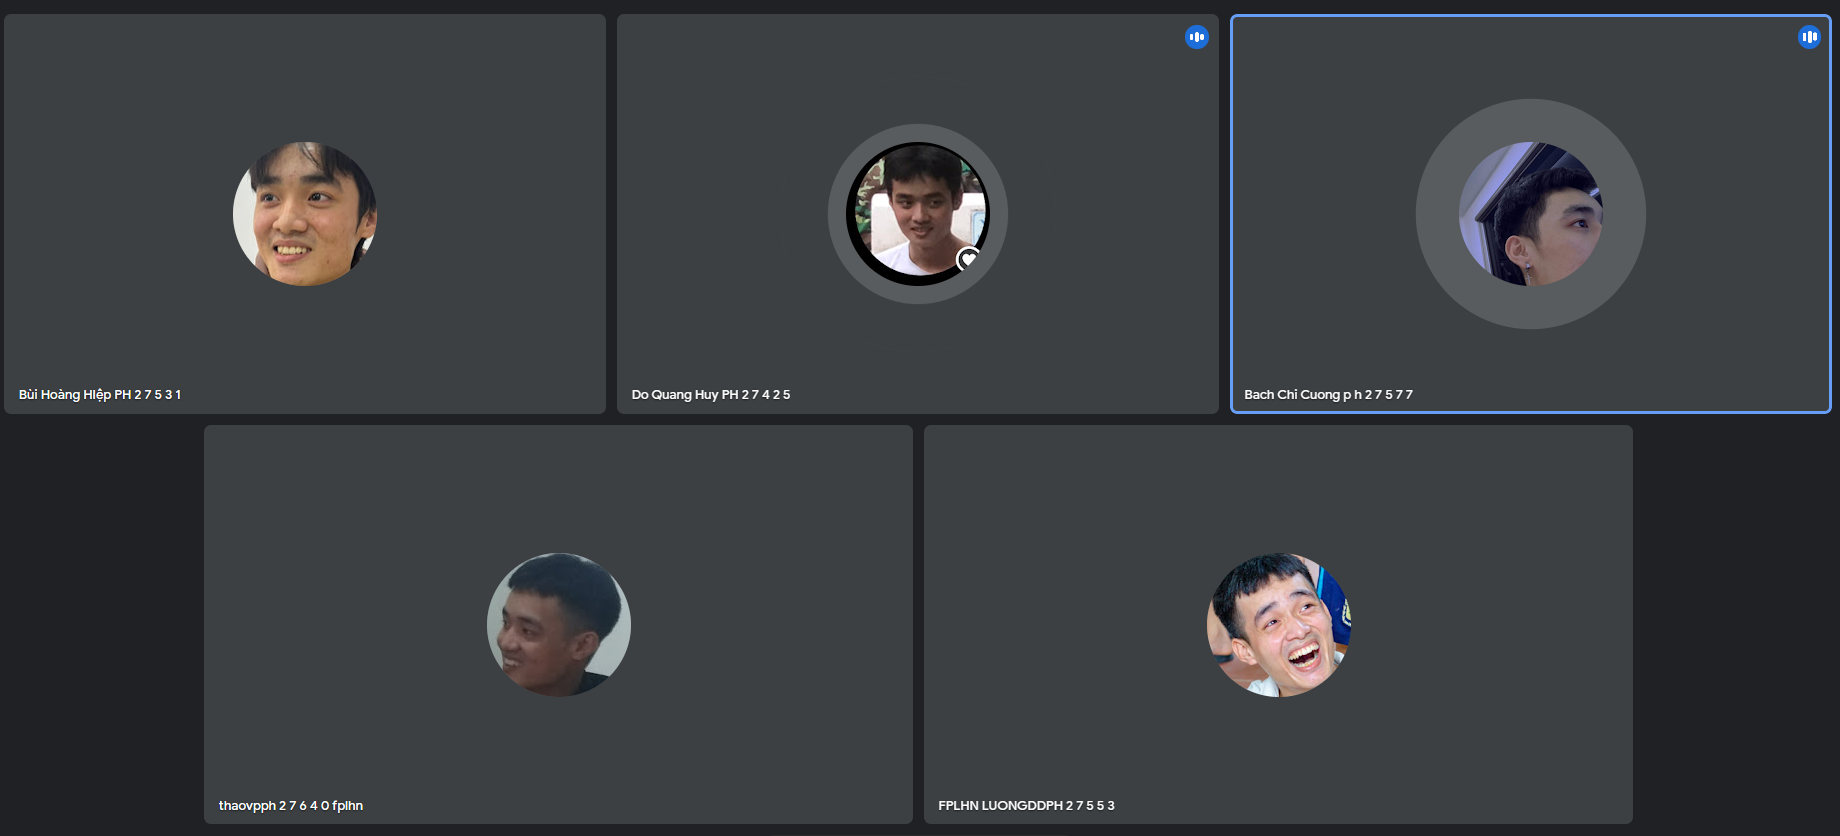 Bùi Hoàng HIệp PH 2 7 5 3 1
Do Quang Huy PH 2 7 4 2 5
Bach Chi Cuong p h 2 7 5 7 7
thaovpph 2 7 6 4 0 fplhn
FPLHN LUONGDDPH 2 7 5 5 3